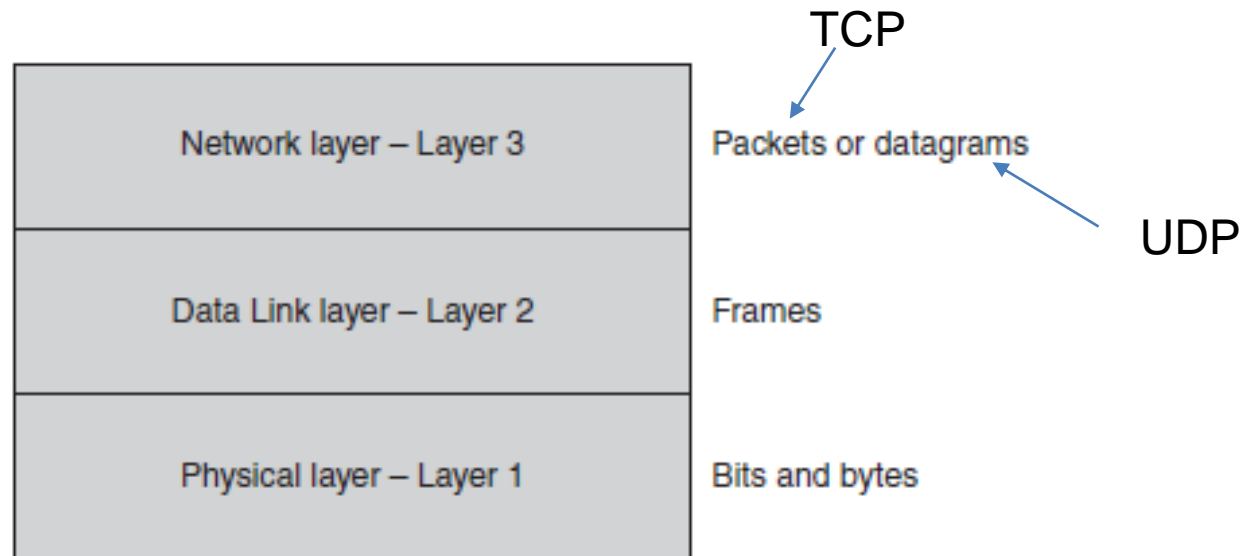 TCP
Network layer – Layer 3
Packets or datagrams
UDP
Data Link layer – Layer 2
Frames
Physical layer – Layer 1
Bits and bytes